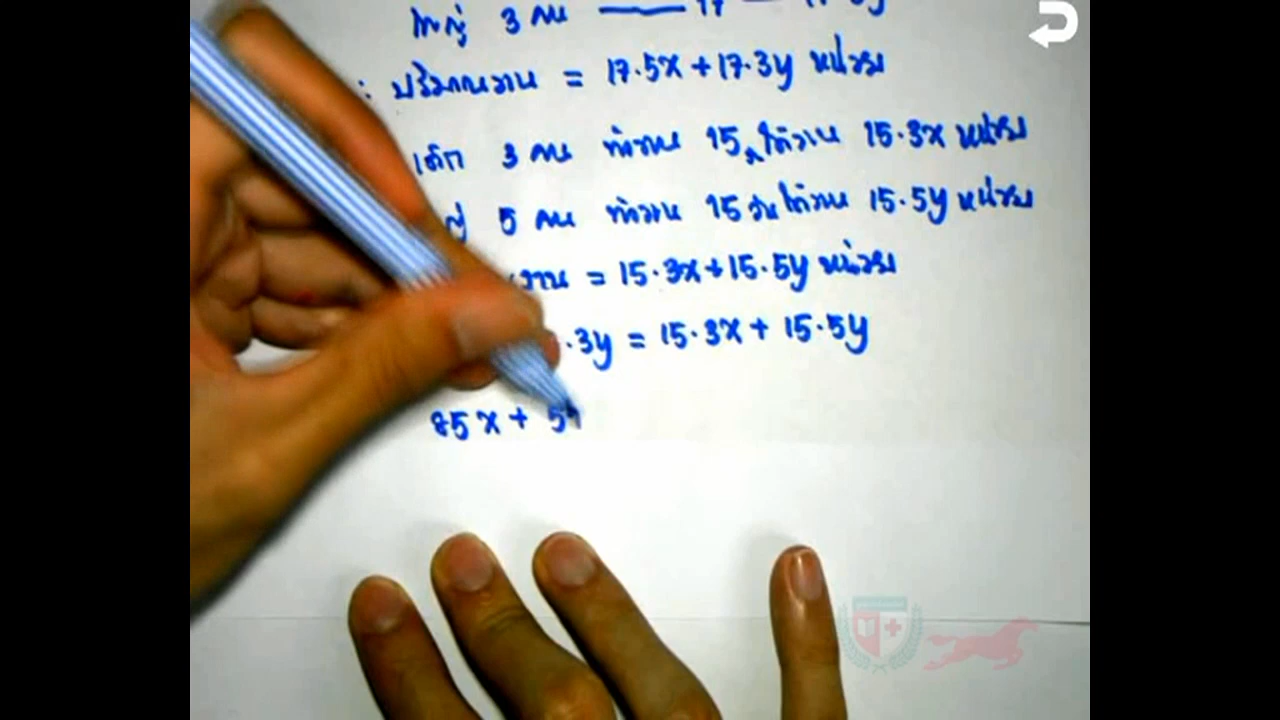 ใหญ่ 3 คน 17
∴ ปริมาณงาน = 17.5x + 17.3y หน่วย
เด็ก 3 คน ทำงาน 15 ได้งาน 15.3x หน่วย
5 คน ทำงาน 15 วันได้งาน 15.5y หน่วย
งาน = 15.3x + 15.5y หน่วย
.3y = 15.3x + 15.5y
85x + 5